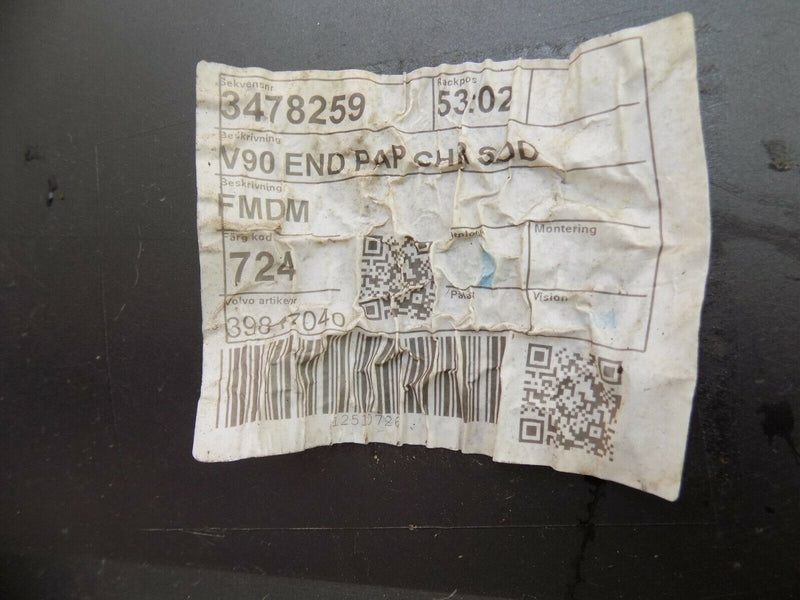 Sekvensnr Rackpos
3478259 53:02
Beskrivning
V90 END PAP CHR
Beskrivning
FMDM
Färg kod Montering
724
Volvo artikelnr Palat Vision